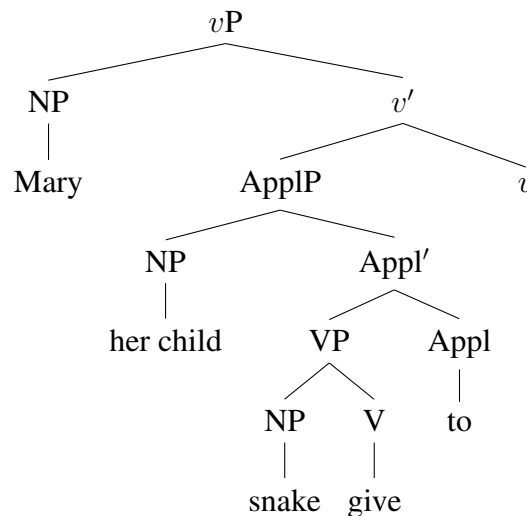 vP
NP v′
Mary ApplP v
NP Appl′
her child VP Appl
NP V to
snake give